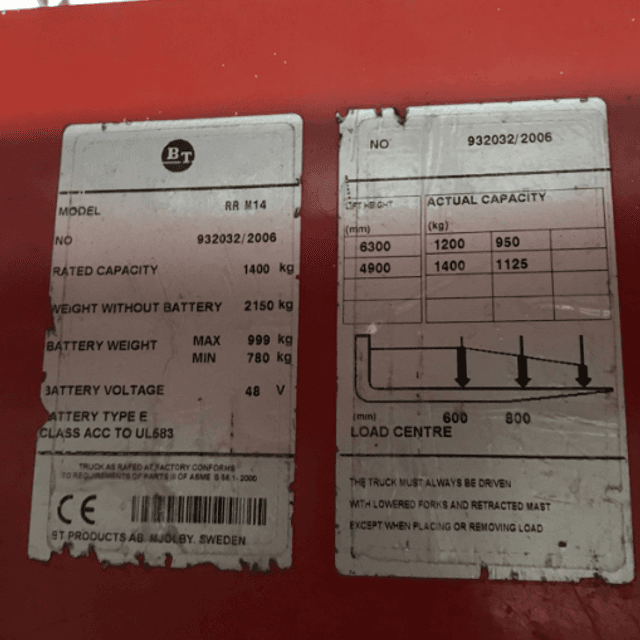 BT
MODEL RR M14
NO 932032/2006
RATED CAPACITY 1400 kg
WEIGHT WITHOUT BATTERY 2150 kg
BATTERY WEIGHT MAX 999 kg
MIN 780 kg
BATTERY VOLTAGE 48 V
BATTERY TYPE E
CLASS ACC TO UL583
TRUCK AS RATED AT FACTORY CONFORMS
TO REQUIREMENTS OF PARTS III OF ASME B 56.1-2000
CE
BT PRODUCTS AB MJOLBY. SWEDEN
NO 932032/2006
LIFT HEIGHT ACTUAL CAPACITY
(mm) (kg)
6300 1200 950
4900 1400 1125
(mm) 600 800
LOAD CENTRE
THE TRUCK MUST ALWAYS BE DRIVEN
WITH LOWERED FORKS AND RETRACTED MAST
EXCEPT WHEN PLACING OR REMOVING LOAD